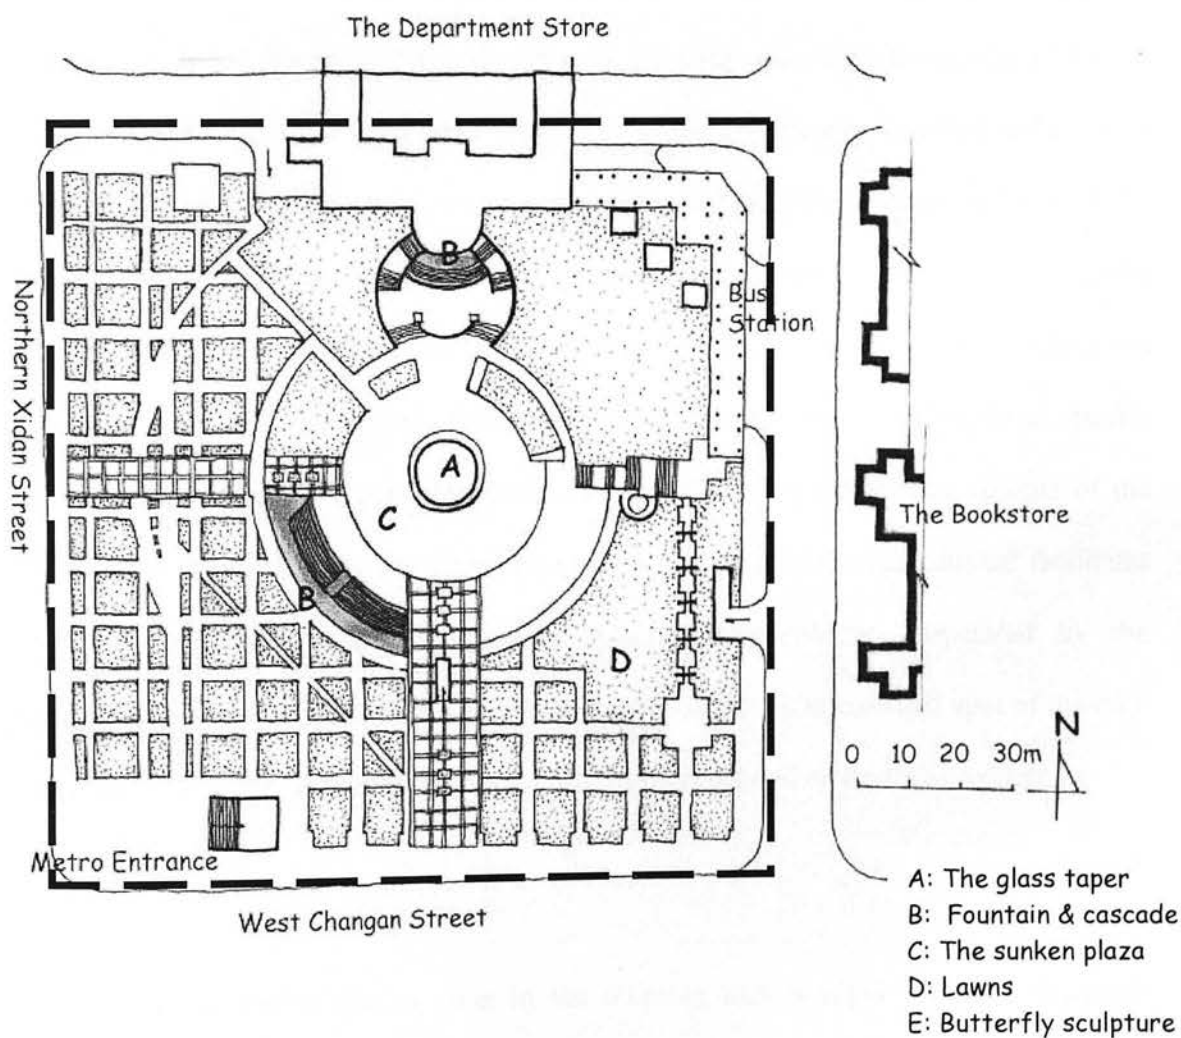 The Department Store
Northern Xidan Street
B
Bus
Station
A
C
The Bookstore
B
D
N
0 10 20 30m
Metro Entrance
West Changan Street
A: The glass taper
B: Fountain & cascade
C: The sunken plaza
D: Lawns
E: Butterfly sculpture